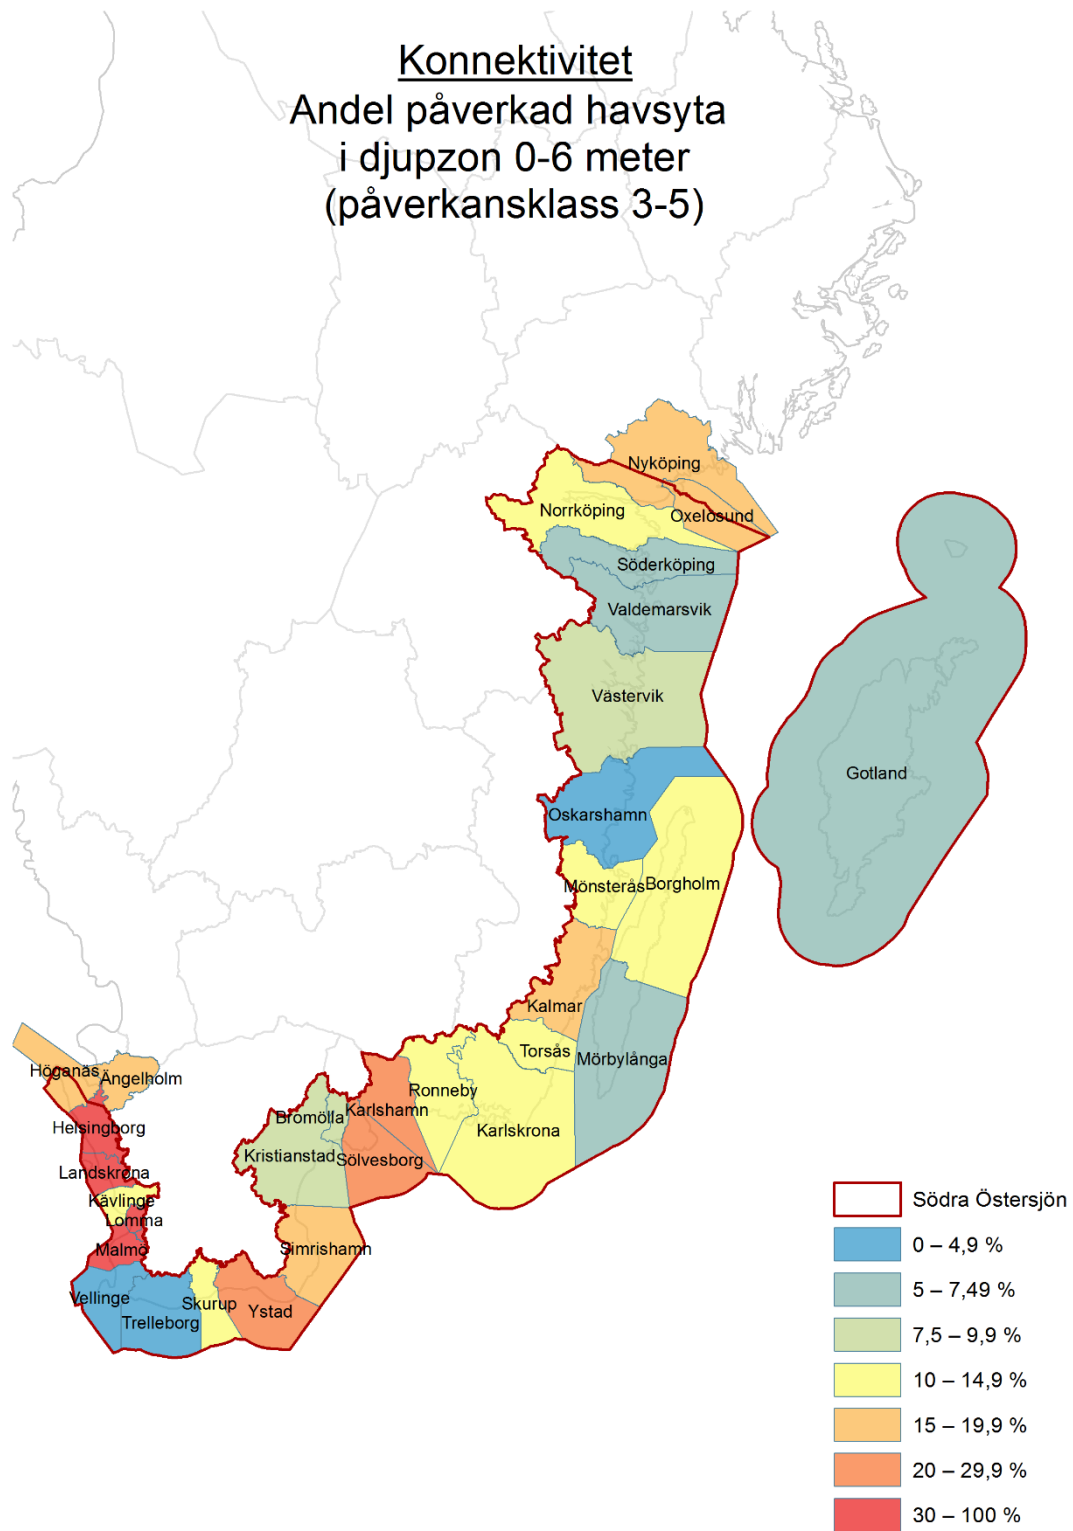 Konnektivitet
Andel påverkad havsyta
i djupzon 0-6 meter
(påverkansklass 3-5)
Nyköping
Norrköping
Oxelösund
Söderköping
Valdemarsvik
Västervik
Gotland
Oskarshamn
Mönsterås
Borgholm
Kalmar
Torsås
Mörbylånga
Höganäs
Ängelholm
Ronneby
Karlshamn
Bromölla
Helsingborg
Karlskrona
Kristianstad
Sölvesborg
Landskrona
Kävlinge
Lomma
Malmö
Simrishamn
Vellinge
Skurup
Ystad
Trelleborg
Södra Östersjön
0 – 4,9 %
5 – 7,49 %
7,5 – 9,9 %
10 – 14,9 %
15 – 19,9 %
20 – 29,9 %
30 – 100 %